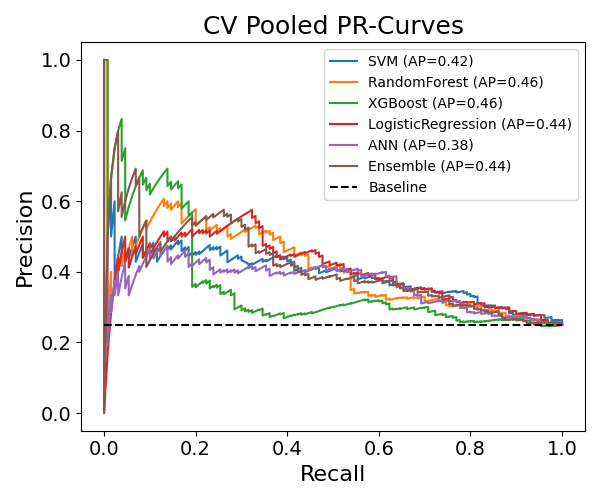 CV Pooled PR-Curves
SVM (AP=0.42)
RandomForest (AP=0.46)
XGBoost (AP=0.46)
LogisticRegression (AP=0.44)
ANN (AP=0.38)
Ensemble (AP=0.44)
Baseline
Precision
1.0
0.8
0.6
0.4
0.2
0.0
0.0 0.2 0.4 0.6 0.8 1.0
Recall